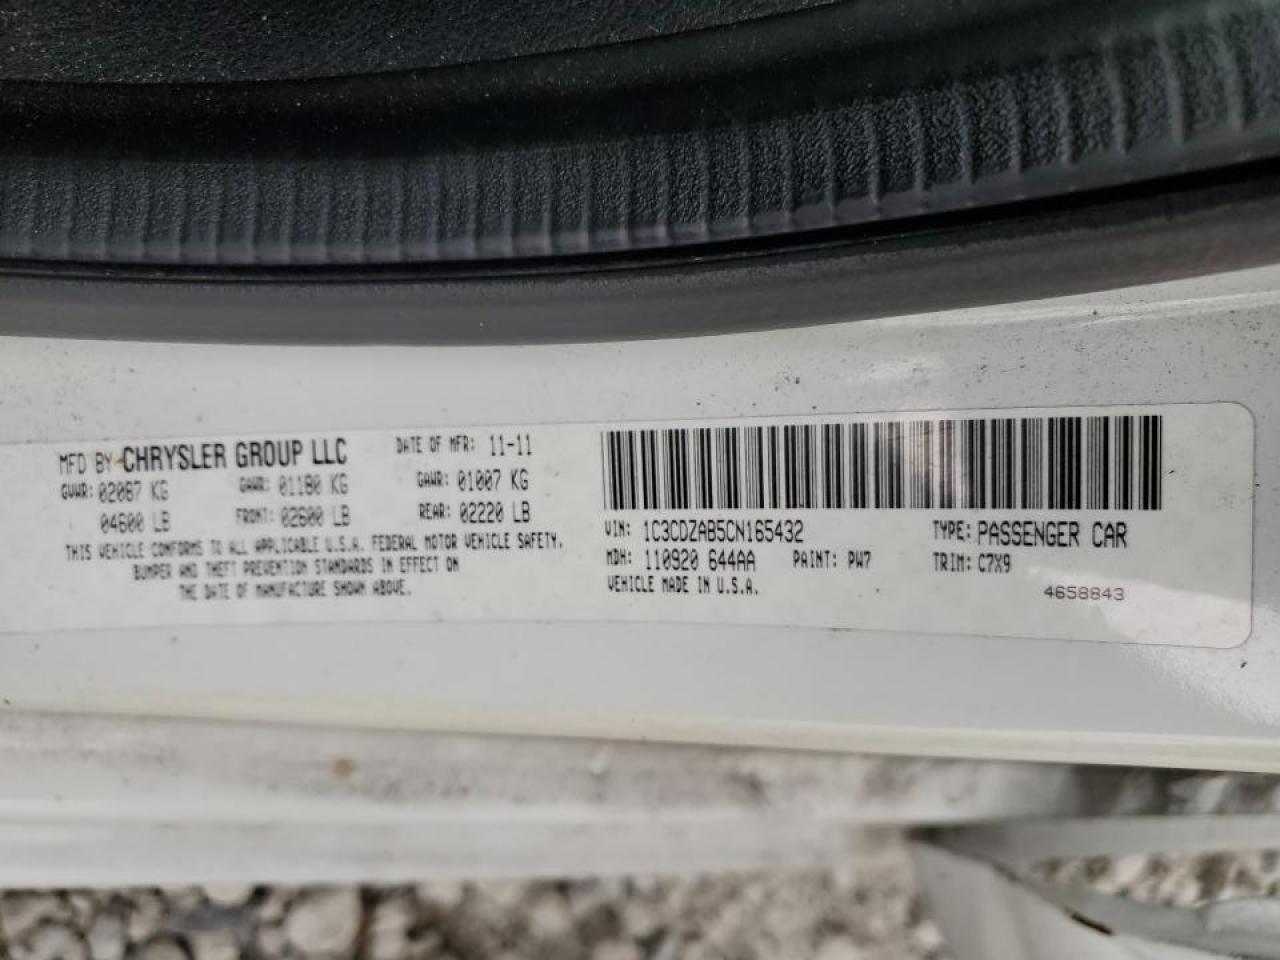 MFD BY CHRYSLER GROUP LLC DATE OF MFR: 11-11
GVWR: 02087 KG GAWR: 01180 KG GAWR: 01007 KG
04600 LB FRONT: 02600 LB REAR: 02220 LB
THIS VEHICLE CONFORMS TO ALL APPLICABLE U.S.A. FEDERAL MOTOR VEHICLE SAFETY,
BUMPER AND THEFT PREVENTION STANDARDS IN EFFECT ON
THE DATE OF MANUFACTURE SHOWN ABOVE.
VIN: 1C3CDZAB5CN165432 TYPE: PASSENGER CAR
MDH: 110920 644AA PAINT: PW7 TRIM: C7X9
VEHICLE MADE IN U.S.A. 4658843